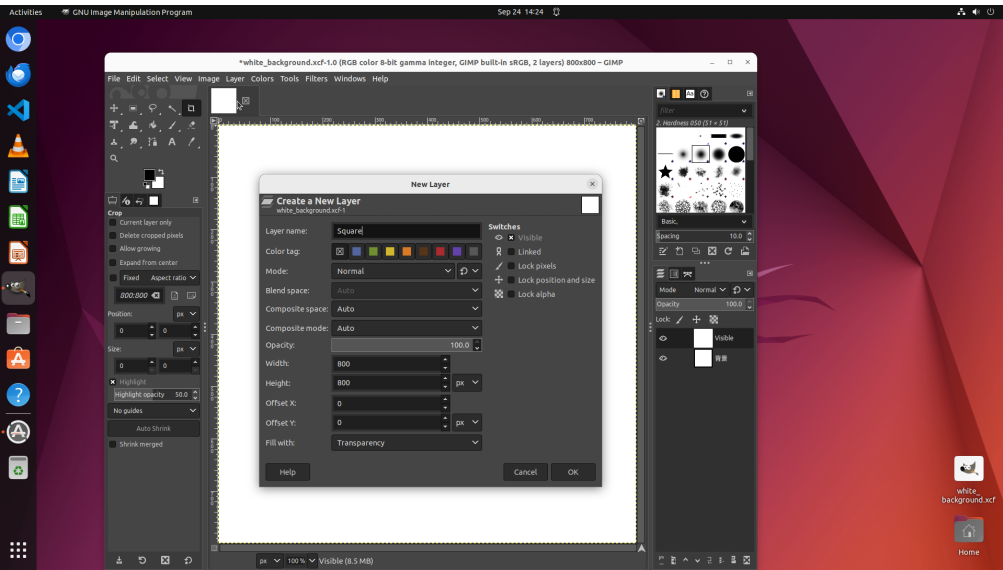 Activities
GNU Image Manipulation Program
Sep 24 14:24
*white_background.xcf-1.0 (RGB color 8-bit gamma integer, GIMP built-in sRGB, 2 layers) 800x800 – GIMP
File Edit Select View Image Layer Colors Tools Filters Windows Help
Crop
Current layer only
Delete cropped pixels
Allow growing
Expand from center
Fixed Aspect ratio
800:800
Position: px
0 0
Size: px
0 0
Highlight
Highlight opacity 50.0
No guides
Auto Shrink
Shrink merged
New Layer
Create a New Layer
white_background.xcf-1
Layer name: Square
Color tag:
Mode: Normal
Blend space: Auto
Composite space: Auto
Composite mode: Auto
Opacity: 100.0
Width: 800
Height: 800 px
Offset X: 0
Offset Y: 0 px
Fill with: Transparency
Switches
Visible
Linked
Lock pixels
Lock position and size
Lock alpha
Help
Cancel
OK
px 100 % Visible (8.5 MB)
filter
2. Hardness 050 (51 × 51)
Basic,
Spacing 10.0
Mode Normal
Opacity 100.0
Lock:
Visible
背景
white_
background.xcf
Home